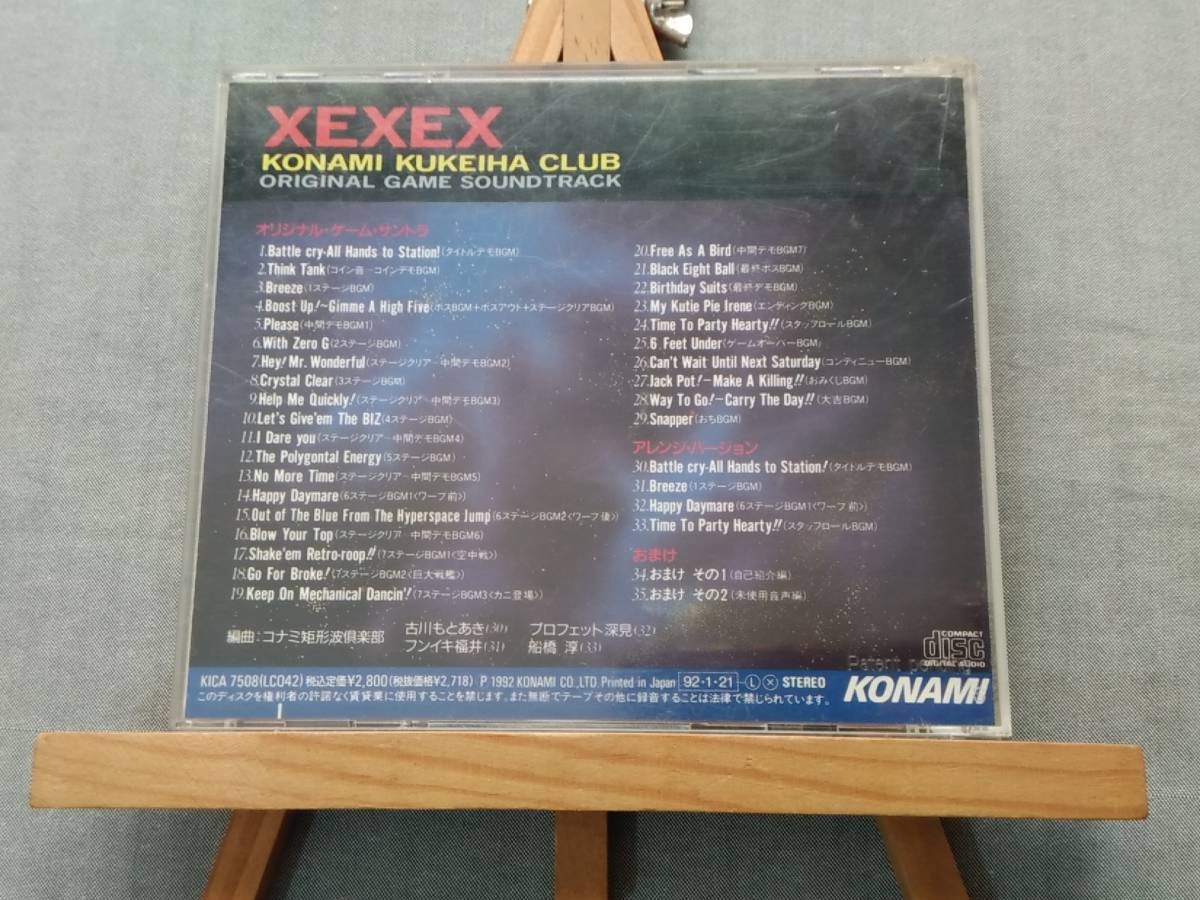 XEXEX
KONAMI KUKEIHA CLUB
ORIGINAL GAME SOUNDTRACK
オリジナル・ゲーム・サントラ
1.Battle cry-All Hands to Station!(タイトルデモBGM)
2.Think Tank(コイン音~コインデモBGM)
3.Breeze(1ステージBGM)
4.Boost Up!~Gimme A High Five(ボスBGM+ボスアウト+ステージクリアBGM)
5.Please(中間デモBGM1)
6.With Zero G(2ステージBGM)
7.Hey! Mr. Wonderful(ステージクリア~中間デモBGM2)
8.Crystal Clear(3ステージBGM)
9.Help Me Quickly!(ステージクリア~中間デモBGM3)
10.Let's Give'em The BIZ(4ステージBGM)
11.I Dare you(ステージクリア~中間デモBGM4)
12.The Polygontal Energy(5ステージBGM)
13.No More Time(ステージクリア~中間デモBGM5)
14.Happy Daymare(6ステージBGM1<ワープ前>)
15.Out of The Blue From The Hyperspace Jump(6ステージBGM2<ワープ後>)
16.Blow Your Top(ステージクリア~中間デモBGM6)
17.Shake'em Retro-roop!!(7ステージBGM1<空中戦>)
18.Go For Broke!(7ステージBGM2<巨大戦艦>)
19.Keep On Mechanical Dancin'!(7ステージBGM3<カニ登場>)
20.Free As A Bird(中間デモBGM7)
21.Black Eight Ball(最終ボスBGM)
22.Birthday Suits(最終デモBGM)
23.My Kutie Pie Irene(エンディングBGM)
24.Time To Party Hearty!!(スタッフロールBGM)
25.6 Feet Under(ゲームオーバーBGM)
26.Can't Wait Until Next Saturday(コンティニューBGM)
27.Jack Pot!~Make A Killing!!(おみくじBGM)
28.Way To Go!~Carry The Day!!(大吉BGM)
29.Snapper(おちBGM)
アレンジ・バージョン
30.Battle cry-All Hands to Station!(タイトルデモBGM)
31.Breeze(1ステージBGM)
32.Happy Daymare(6ステージBGM1<ワープ前>)
33.Time To Party Hearty!!(スタッフロールBGM)
おまけ
34.おまけ その1(自己紹介編)
35.おまけ その2(未使用音声編)
編曲:コナミ矩形波倶楽部 古川もとあき(30) プロフェット深見(32)
フンイキ福井(31) 船橋 淳(33)
COMPACT
disc
DIGITAL AUDIO
Patent pending
KICA 7508(LC042) 税込定価¥2,800(税抜価格¥2,718) P.1992 KONAMI CO.,LTD. Printed in Japan 92・1・21 Ⓛ Ⓧ STEREO
このディスクを権利者の許諾なく賃貸業に使用することを禁じます。また無断でテープその他に録音することは法律で禁じられています。
KONAMI